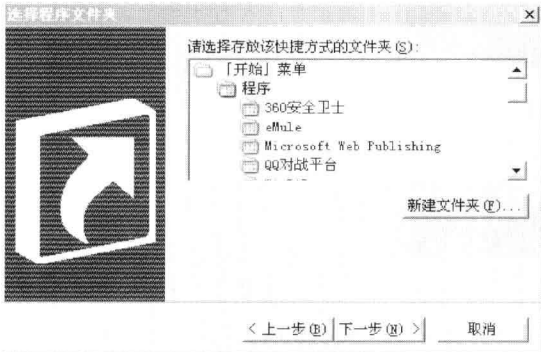 选择程序文件夹
请选择存放该快捷方式的文件夹(S):
「开始」菜单
程序
360安全卫士
eMule
Microsoft Web Publishing
QQ对战平台
新建文件夹(F)...
< 上一步(B) 下一步(N) > 取消